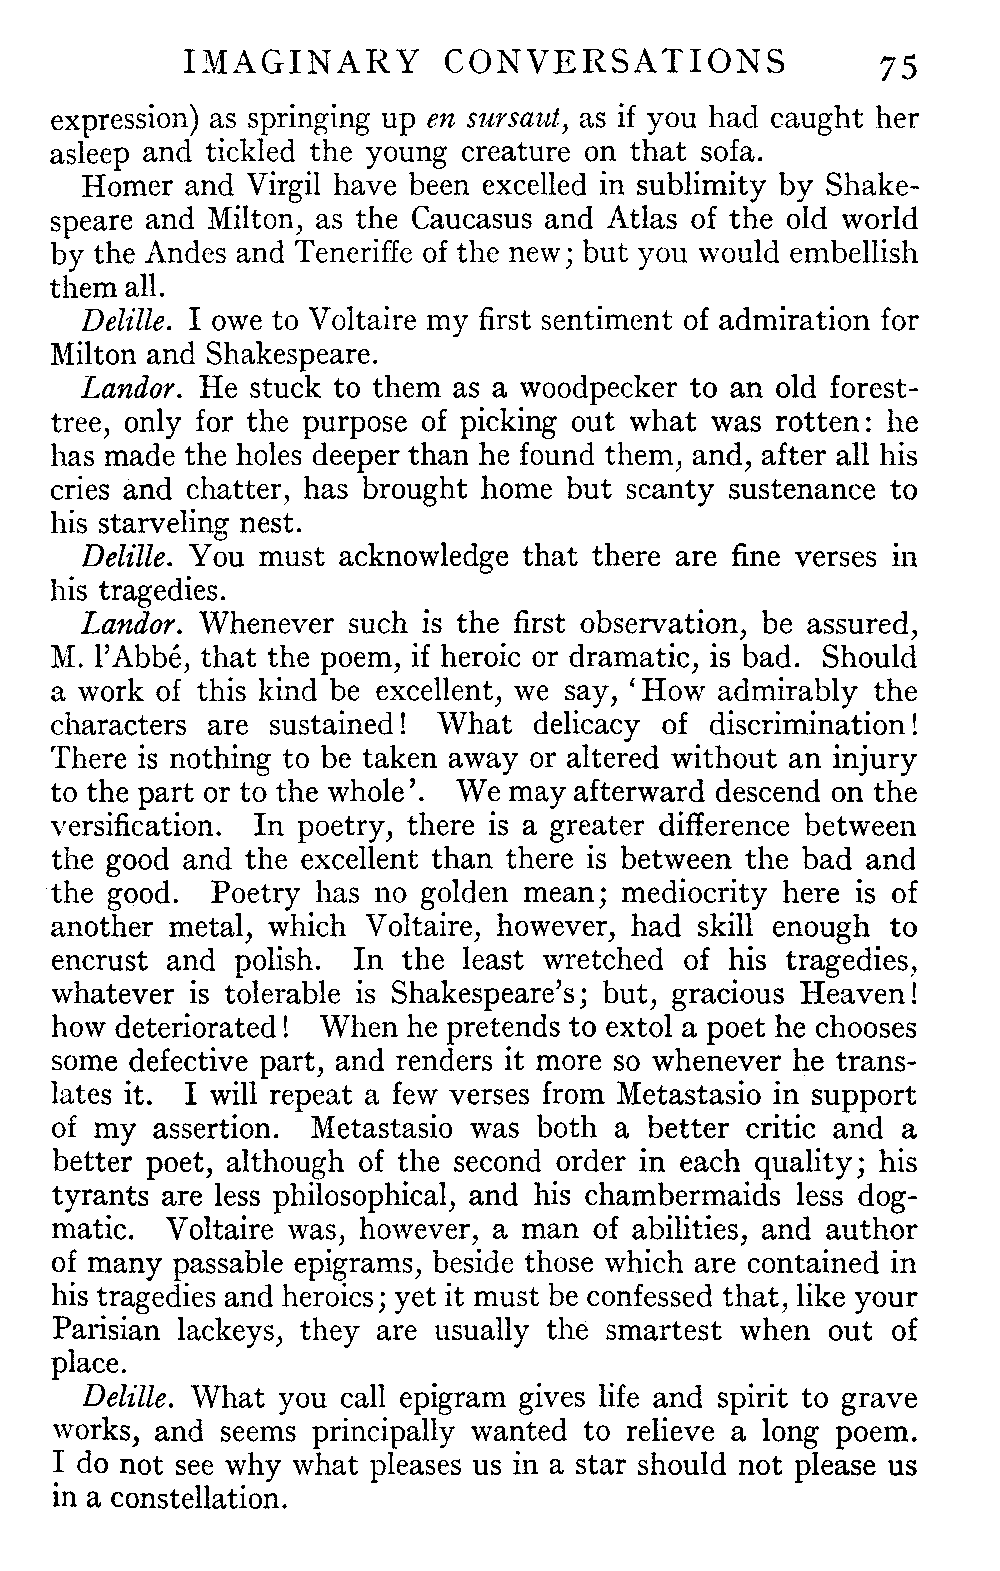 IMAGINARY CONVERSATIONS 75
expression) as springing up en sursaut, as if you had caught her
asleep and tickled the young creature on that sofa.
Homer and Virgil have been excelled in sublimity by Shake-
speare and Milton, as the Caucasus and Atlas of the old world
by the Andes and Teneriffe of the new; but you would embellish
them all.
Delille. I owe to Voltaire my first sentiment of admiration for
Milton and Shakespeare.
Landor. He stuck to them as a woodpecker to an old forest-
tree, only for the purpose of picking out what was rotten: he
has made the holes deeper than he found them, and, after all his
cries and chatter, has brought home but scanty sustenance to
his starveling nest.
Delille. You must acknowledge that there are fine verses in
his tragedies.
Landor. Whenever such is the first observation, be assured,
M. l'Abbé, that the poem, if heroic or dramatic, is bad. Should
a work of this kind be excellent, we say, 'How admirably the
characters are sustained! What delicacy of discrimination!
There is nothing to be taken away or altered without an injury
to the part or to the whole'. We may afterward descend on the
versification. In poetry, there is a greater difference between
the good and the excellent than there is between the bad and
the good. Poetry has no golden mean; mediocrity here is of
another metal, which Voltaire, however, had skill enough to
encrust and polish. In the least wretched of his tragedies,
whatever is tolerable is Shakespeare's; but, gracious Heaven!
how deteriorated! When he pretends to extol a poet he chooses
some defective part, and renders it more so whenever he trans-
lates it. I will repeat a few verses from Metastasio in support
of my assertion. Metastasio was both a better critic and a
better poet, although of the second order in each quality; his
tyrants are less philosophical, and his chambermaids less dog-
matic. Voltaire was, however, a man of abilities, and author
of many passable epigrams, beside those which are contained in
his tragedies and heroics; yet it must be confessed that, like your
Parisian lackeys, they are usually the smartest when out of
place.
Delille. What you call epigram gives life and spirit to grave
works, and seems principally wanted to relieve a long poem.
I do not see why what pleases us in a star should not please us
in a constellation.